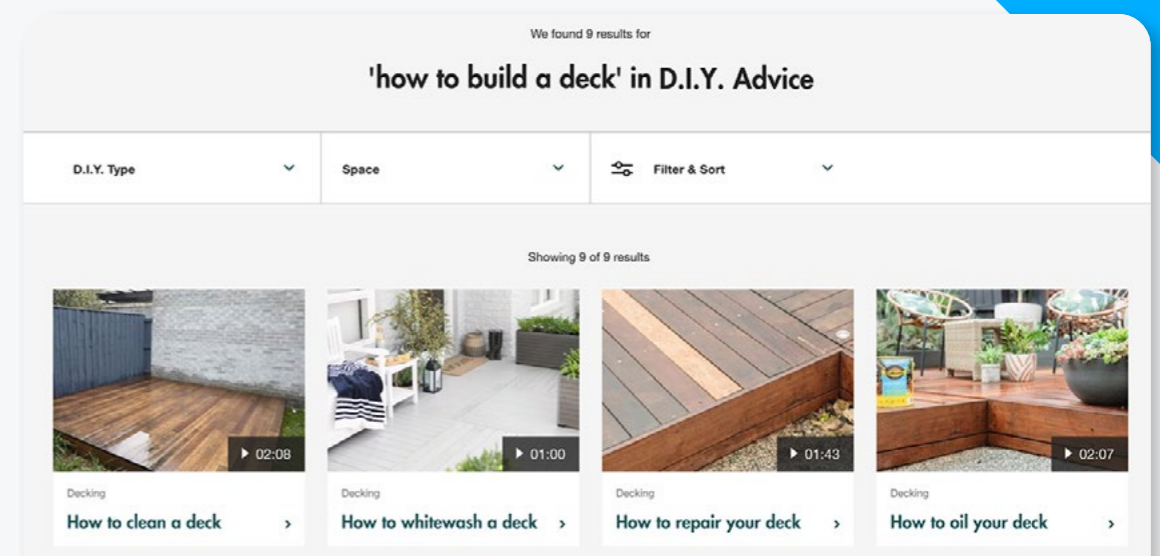 We found 9 results for
'how to build a deck' in D.I.Y. Advice
D.I.Y. Type
Space
Filter & Sort
Showing 9 of 9 results
02:08
01:00
01:43
02:07
Decking
Decking
Decking
Decking
How to clean a deck
How to whitewash a deck
How to repair your deck
How to oil your deck